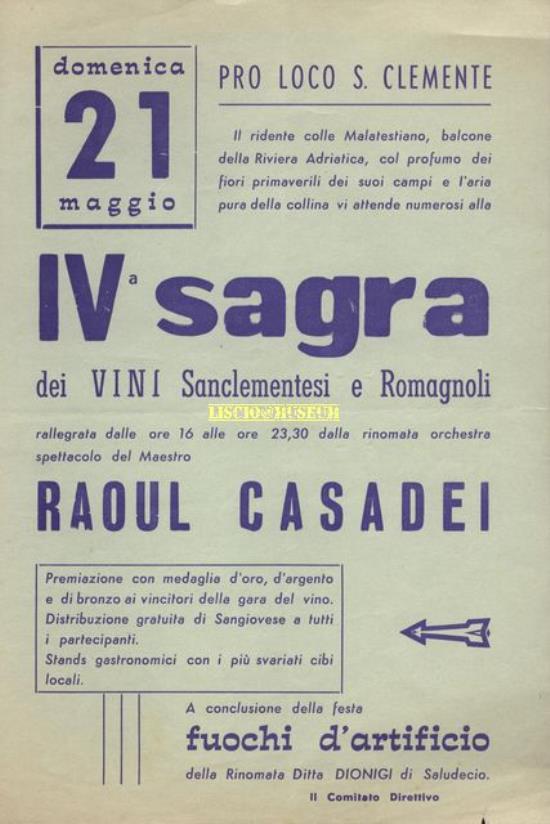 domenica
21
maggio
PRO LOCO S. CLEMENTE
Il ridente colle Malatestiano, balcone
della Riviera Adriatica, col profumo dei
fiori primaverili dei suoi campi e l'aria
pura della collina vi attende numerosi alla
IVª sagra
dei VINI Sanclementesi e Romagnoli
LISCIO@MUSEUM
rallegrata dalle ore 16 alle ore 23,30 dalla rinomata orchestra
spettacolo del Maestro
RAOUL CASADEI
Premiazione con medaglia d'oro, d'argento
e di bronzo ai vincitori della gara del vino.
Distribuzione gratuita di Sangiovese a tutti
i partecipanti.
Stands gastronomici con i più svariati cibi
locali.
A conclusione della festa
fuochi d'artificio
della Rinomata Ditta DIONIGI di Saludecio.
Il Comitato Direttivo